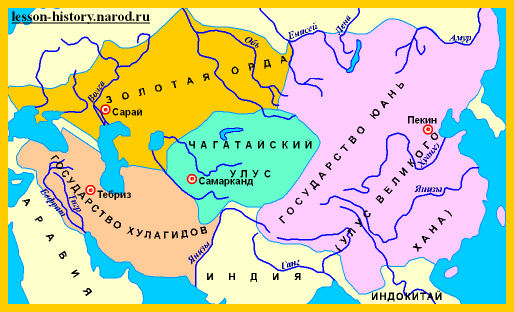 lesson-history.narod.ru
Обь
Енисей
Лена
Амур
ЗОЛОТАЯ ОРДА
Волга
Сарай
ЧАГАТАЙСКИЙ
УЛУС
Самарканд
ГОСУДАРСТВО ЮАНЬ
(УЛУС ВЕЛИКОГО
ХАНА)
Пекин
Хуанхэ
Янцзы
ГОСУДАРСТВО ХУЛАГИДОВ
Тебриз
Тигр
Евфрат
АРАВИЯ
Янцзы
Ганг
ИНДИЯ
ИНДОКИТАЙ